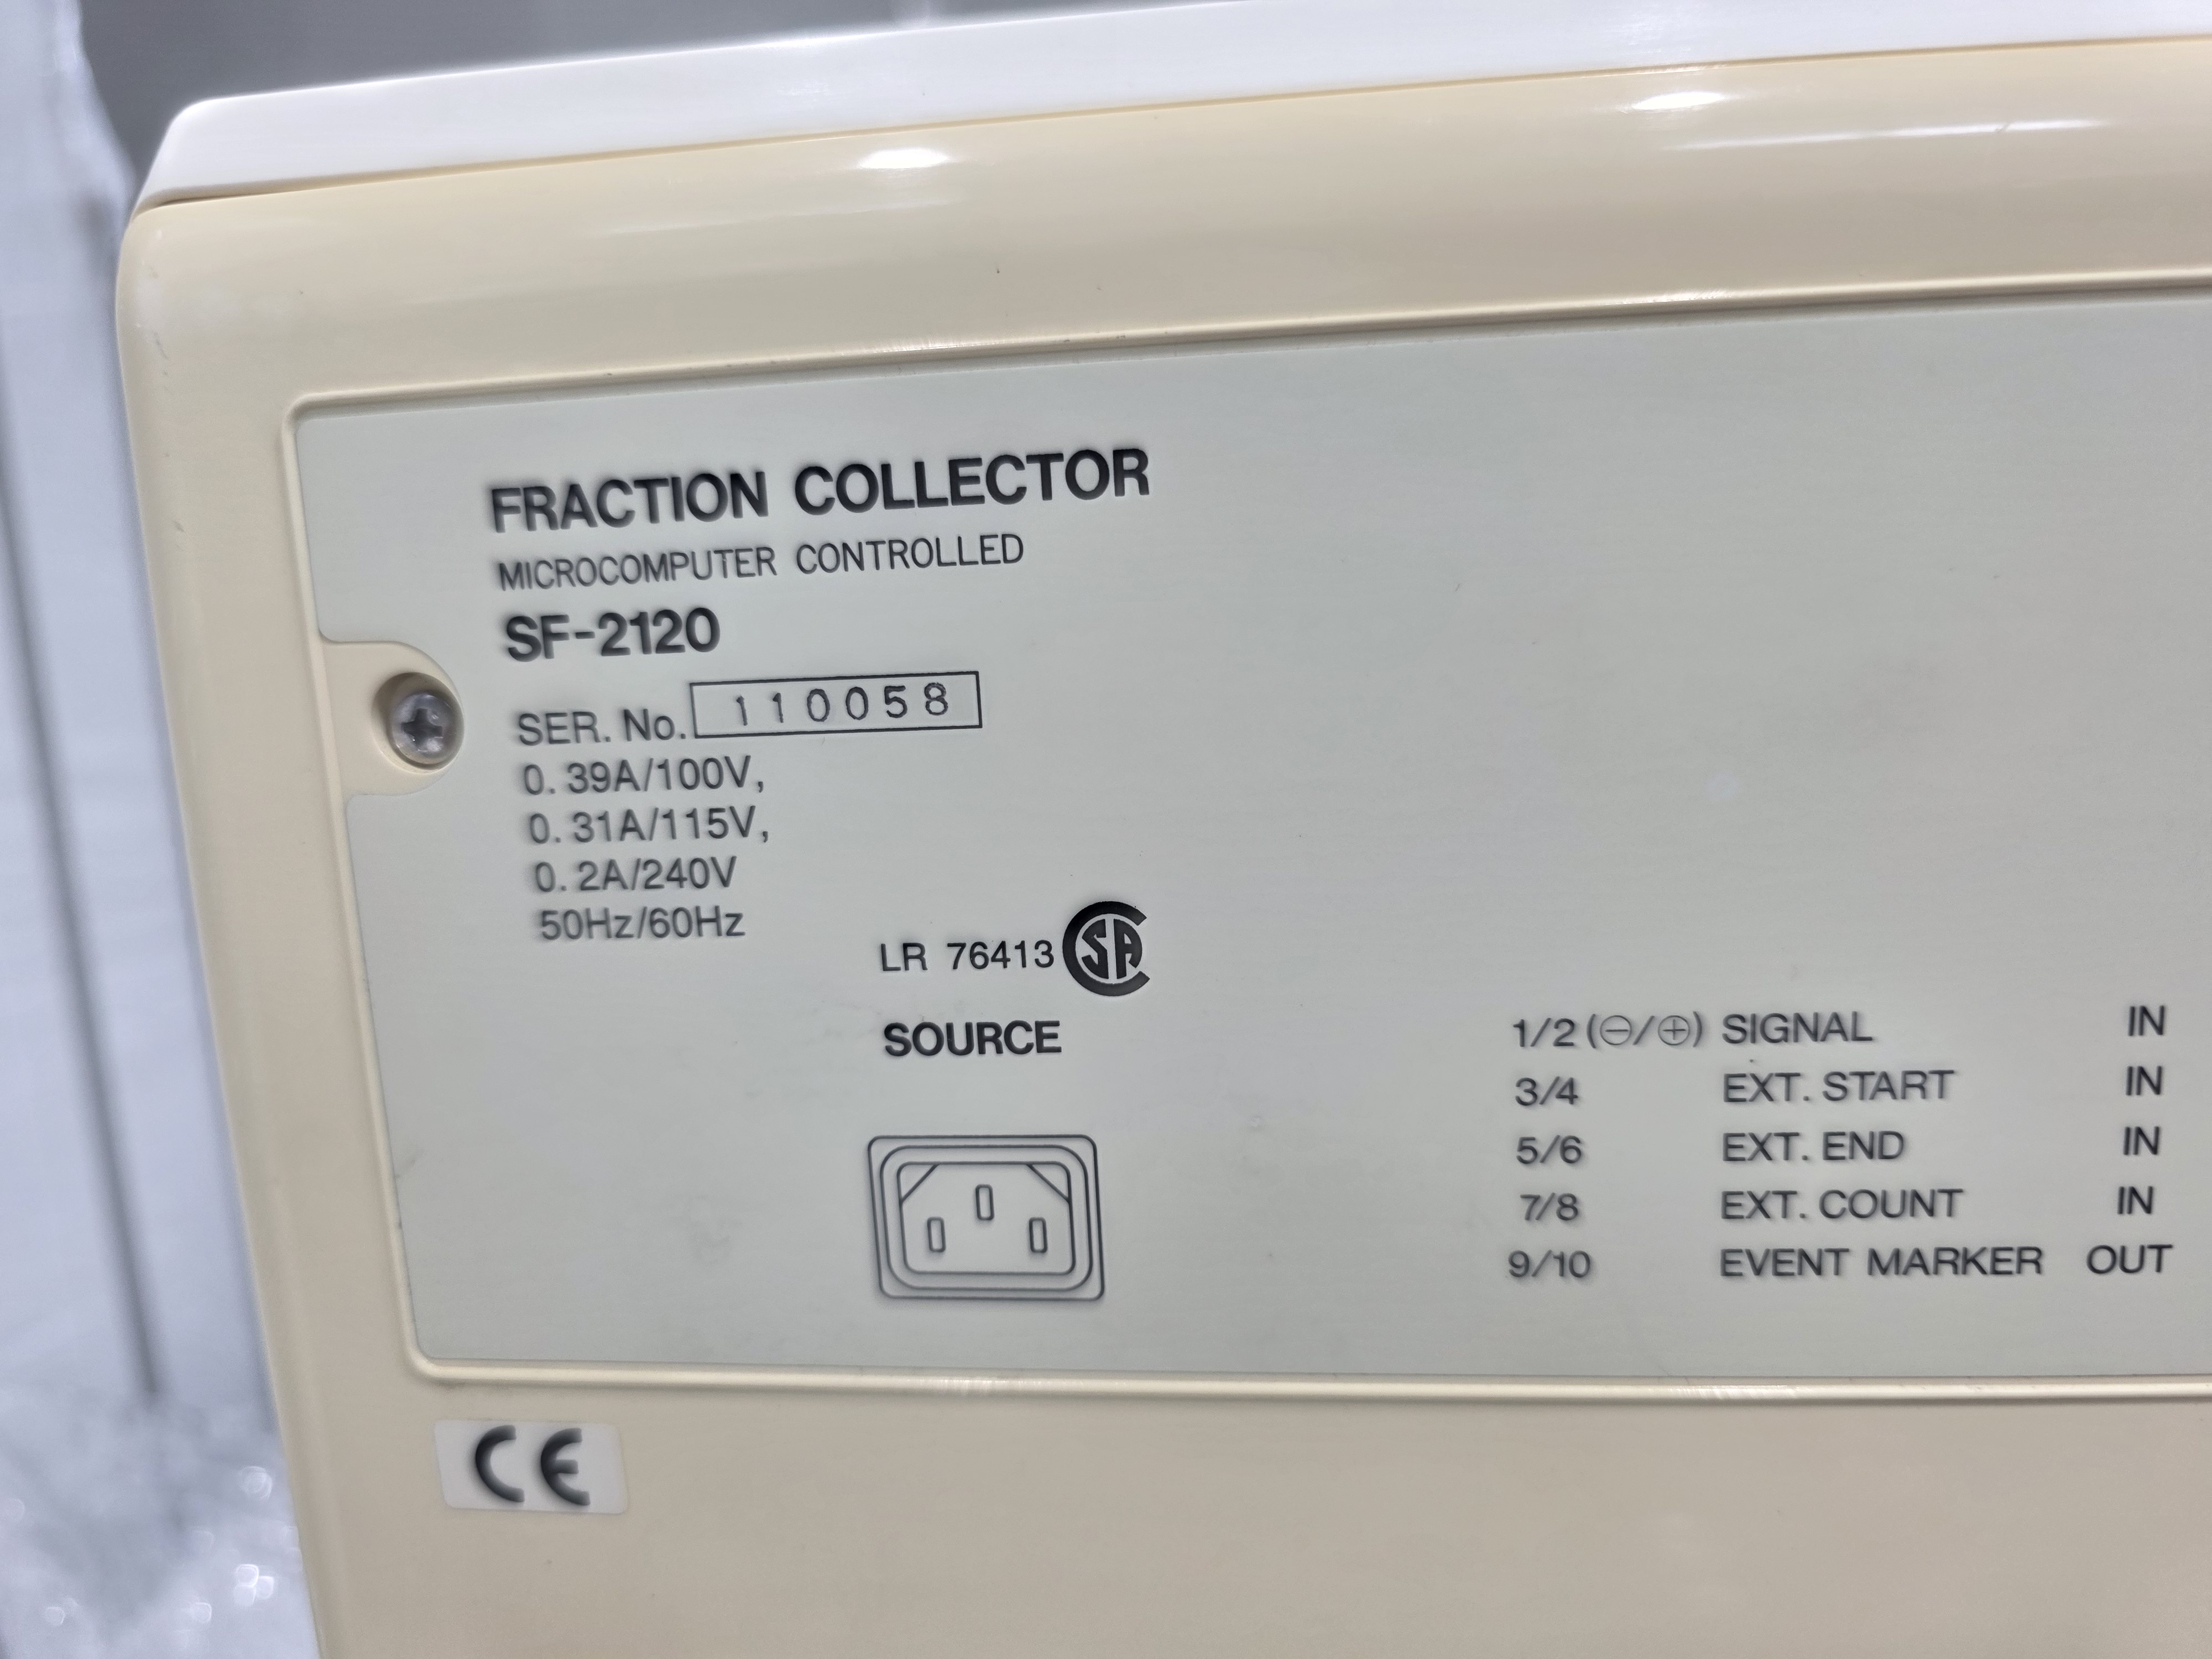 FRACTION COLLECTOR
MICROCOMPUTER CONTROLLED
SF-2120
SER. No. 110058
0.39A/100V,
0.31A/115V,
0.2A/240V
50Hz/60Hz
LR 76413 CSA
SOURCE
1/2 (⊖/⊕) SIGNAL IN
3/4 EXT. START IN
5/6 EXT. END IN
7/8 EXT. COUNT IN
9/10 EVENT MARKER OUT
CE